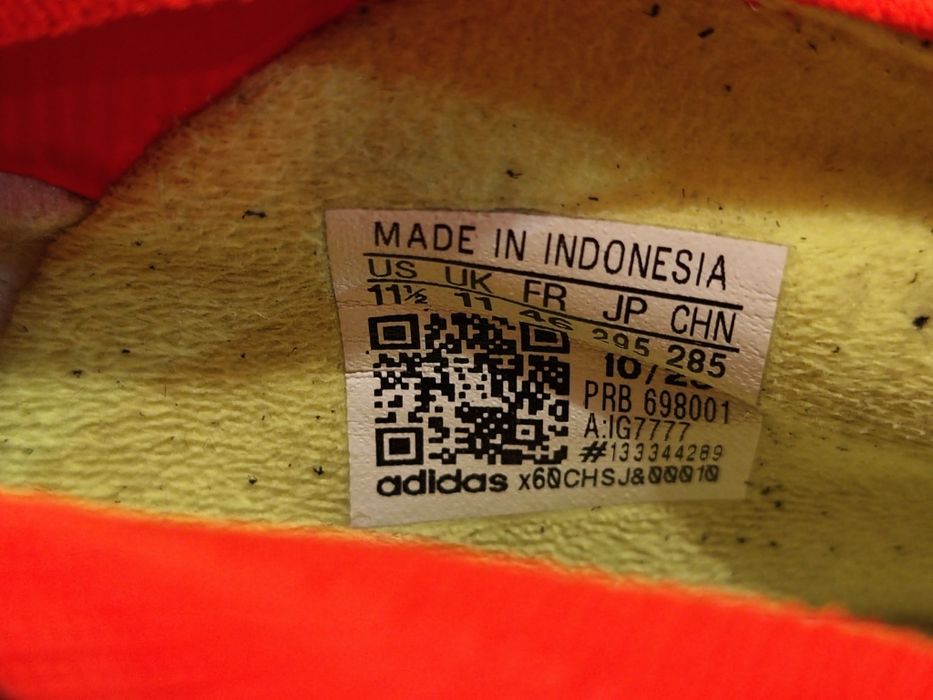 MADE IN INDONESIA
US UK FR JP CHN
11½ 11 46 295 285
10/23
PRB 698001
A:IG7777
#133344289
adidas x60CHSJ&00010